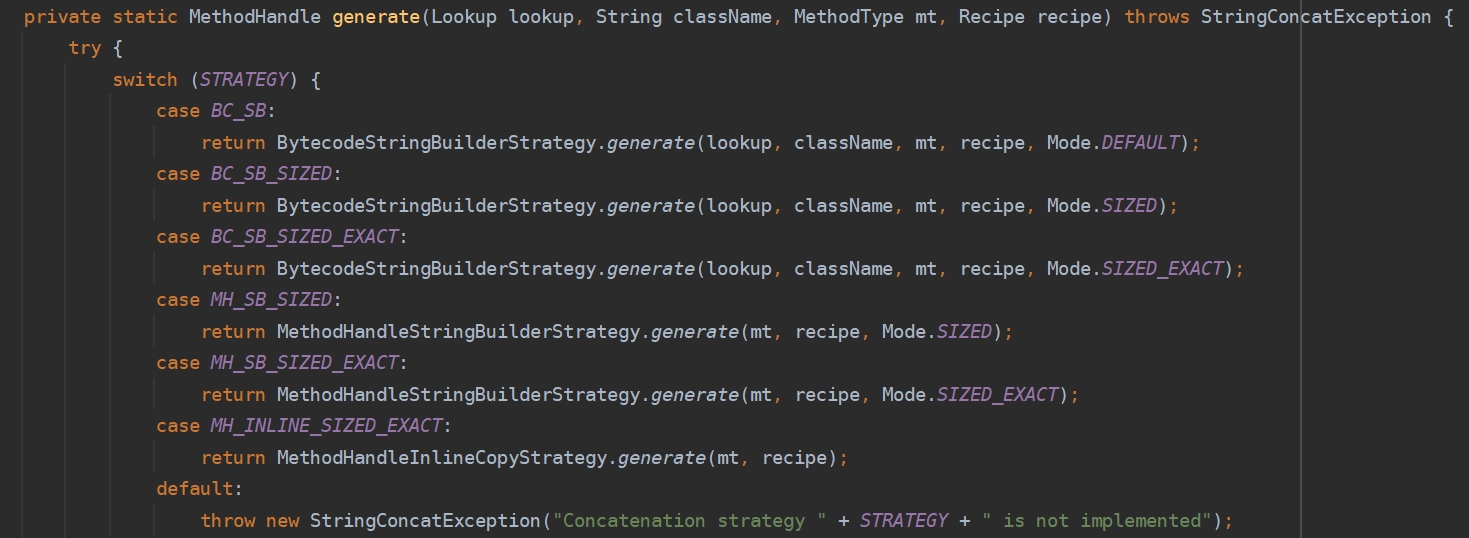 private static MethodHandle generate(Lookup lookup, String className, MethodType mt, Recipe recipe) throws StringConcatException {
try {
switch (STRATEGY) {
case BC_SB:
return BytecodeStringBuilderStrategy.generate(lookup, className, mt, recipe, Mode.DEFAULT);
case BC_SB_SIZED:
return BytecodeStringBuilderStrategy.generate(lookup, className, mt, recipe, Mode.SIZED);
case BC_SB_SIZED_EXACT:
return BytecodeStringBuilderStrategy.generate(lookup, className, mt, recipe, Mode.SIZED_EXACT);
case MH_SB_SIZED:
return MethodHandleStringBuilderStrategy.generate(mt, recipe, Mode.SIZED);
case MH_SB_SIZED_EXACT:
return MethodHandleStringBuilderStrategy.generate(mt, recipe, Mode.SIZED_EXACT);
case MH_INLINE_SIZED_EXACT:
return MethodHandleInlineCopyStrategy.generate(mt, recipe);
default:
throw new StringConcatException("Concatenation strategy " + STRATEGY + " is not implemented");